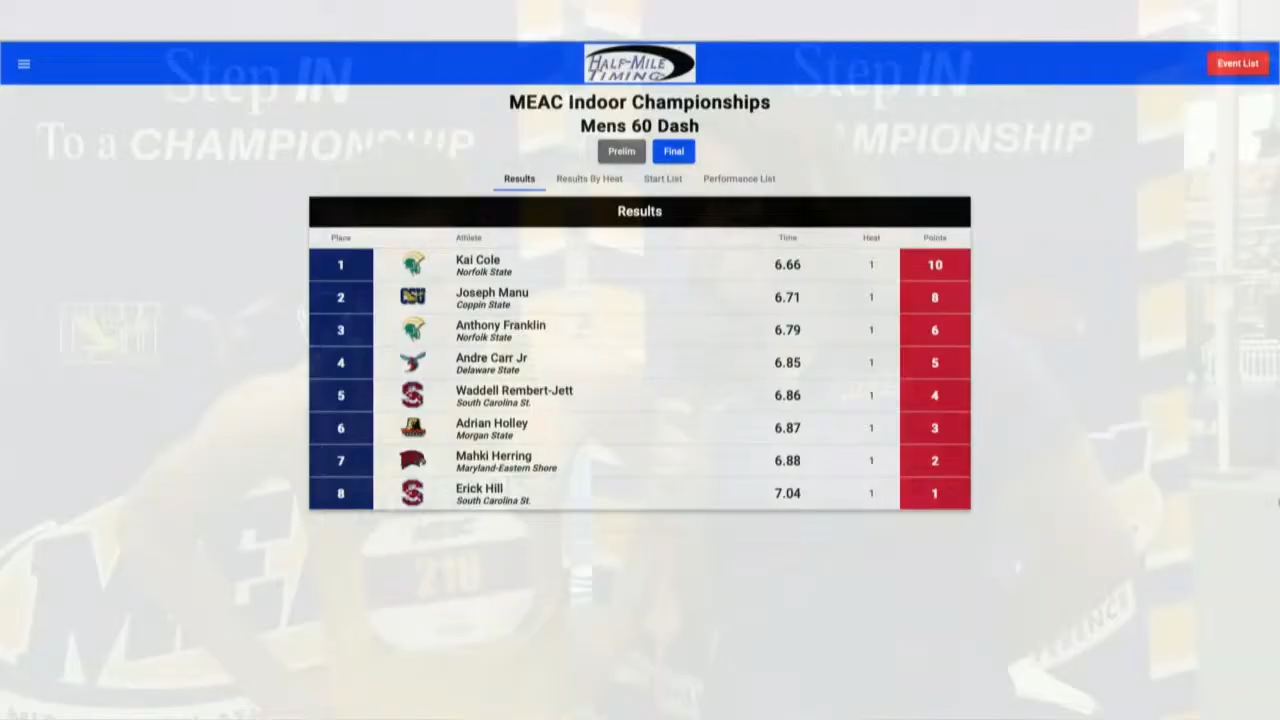 Step IN
To a CHAMPIONSHIP
Step IN
MPIONSHIP
HALF-MILE
TIMING
Event List
MEAC Indoor Championships
Mens 60 Dash
Prelim Final
Results Results By Heat Start List Performance List
Results
Place Athlete Time Heat Points
1 Kai Cole 6.66 1 10
Norfolk State
2 CSU Joseph Manu 6.71 1 8
Coppin State
3 Anthony Franklin 6.79 1 6
Norfolk State
4 Andre Carr Jr 6.85 1 5
Delaware State
5 Waddell Rembert-Jett 6.86 1 4
South Carolina St.
6 Adrian Holley 6.87 1 3
Morgan State
7 Mahki Herring 6.88 1 2
Maryland-Eastern Shore
8 Erick Hill 7.04 1 1
South Carolina St.
210